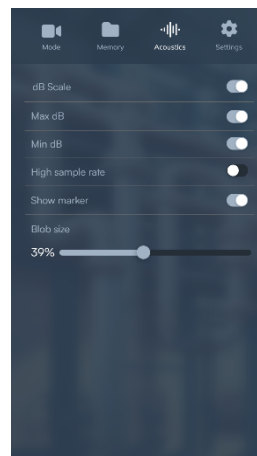 Mode Memory Acoustics Settings
dB Scale
Max dB
Min dB
High sample rate
Show marker
Blob size
39%